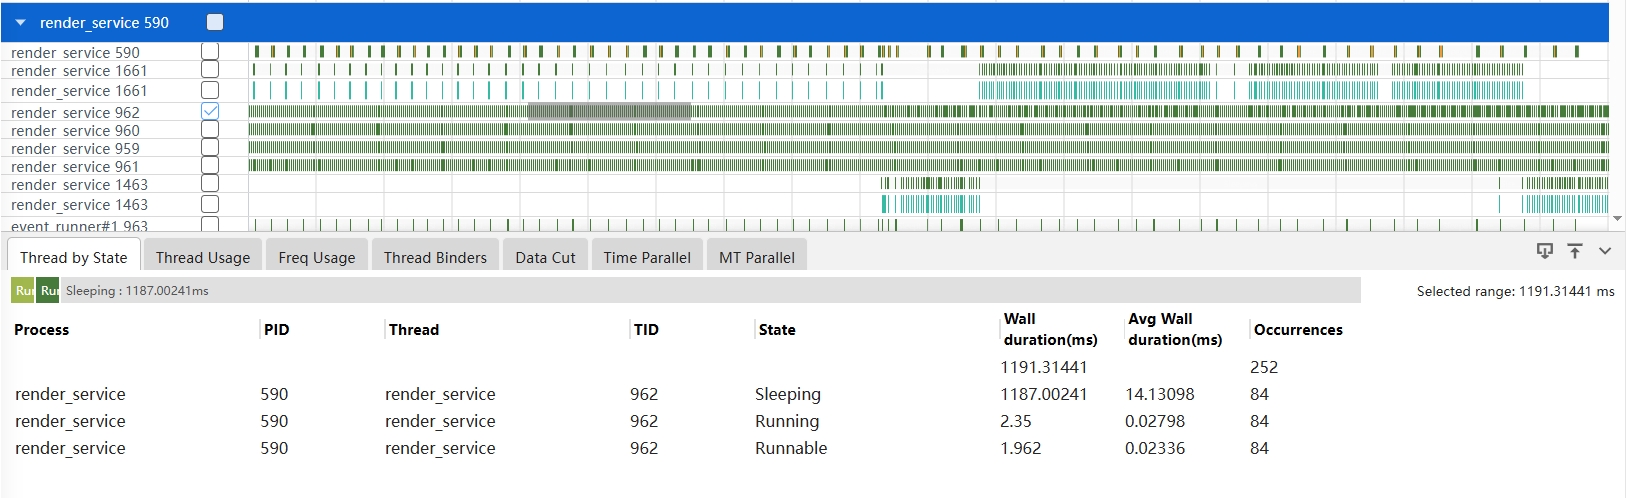 render_service 590
render_service 590
render_service 1661
render_service 1661
render_service 962
render_service 960
render_service 959
render_service 961
render_service 1463
render_service 1463
event_runner#1 963
Thread by State Thread Usage Freq Usage Thread Binders Data Cut Time Parallel MT Parallel
Rur Rur Sleeping : 1187.00241ms Selected range: 1191.31441 ms
Process PID Thread TID State Wall duration(ms) Avg Wall duration(ms) Occurrences
1191.31441 252
render_service 590 render_service 962 Sleeping 1187.00241 14.13098 84
render_service 590 render_service 962 Running 2.35 0.02798 84
render_service 590 render_service 962 Runnable 1.962 0.02336 84